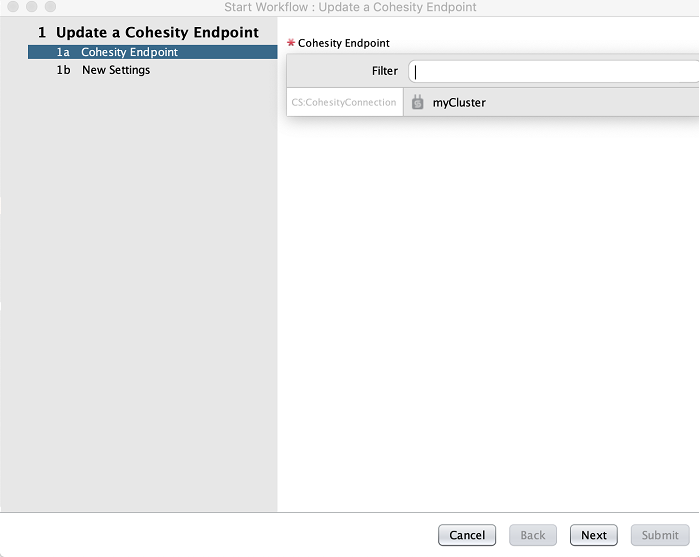 Start Workflow : Update a Cohesity Endpoint
1 Update a Cohesity Endpoint
1a Cohesity Endpoint
1b New Settings
* Cohesity Endpoint
Filter
CS:CohesityConnection myCluster
Cancel Back Next Submit